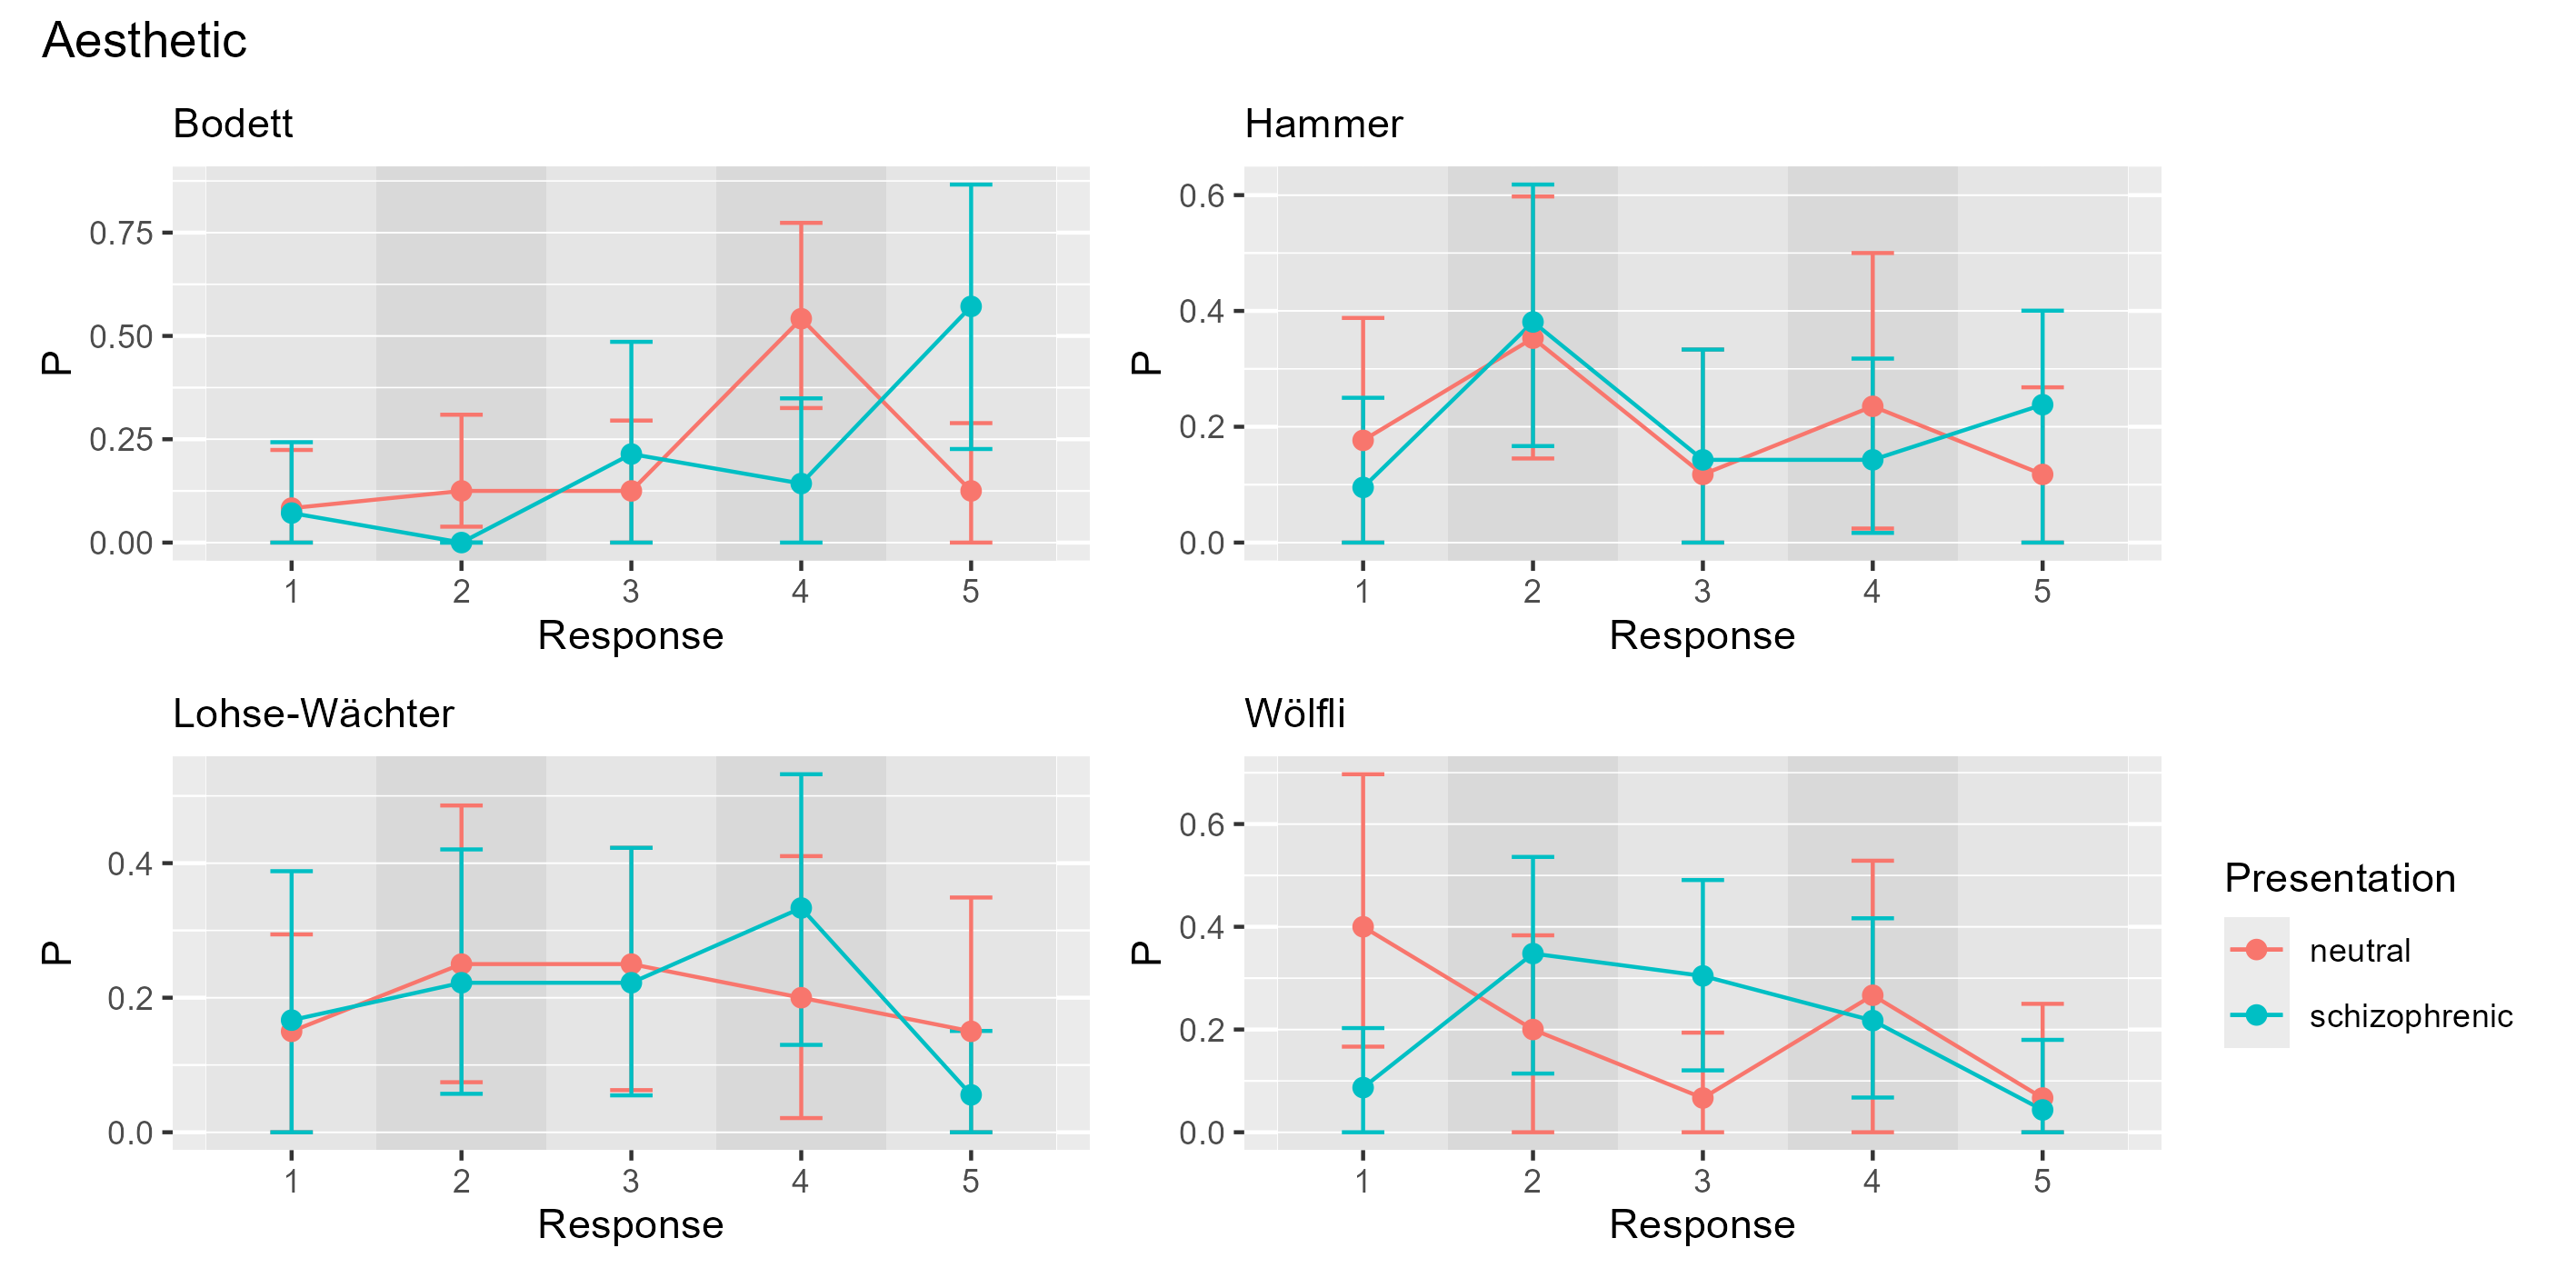 Aesthetic
Bodett
P
0.75
0.50
0.25
0.00
1 2 3 4 5
Response
Hammer
P
0.6
0.4
0.2
0.0
1 2 3 4 5
Response
Lohse-Wächter
P
0.4
0.2
0.0
1 2 3 4 5
Response
Wölfli
P
0.6
0.4
0.2
0.0
1 2 3 4 5
Response
Presentation
neutral
schizophrenic